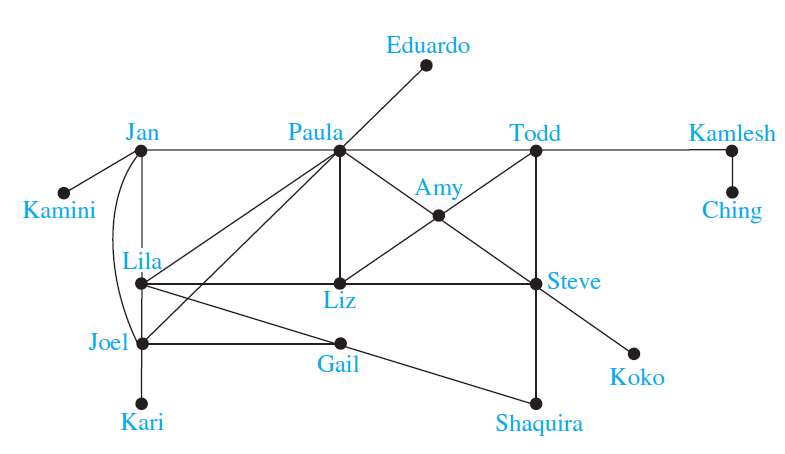 Eduardo
Jan
Paula
Todd
Kamlesh
Amy
Kamini
Ching
Lila
Steve
Liz
Joel
Gail
Koko
Kari
Shaquira